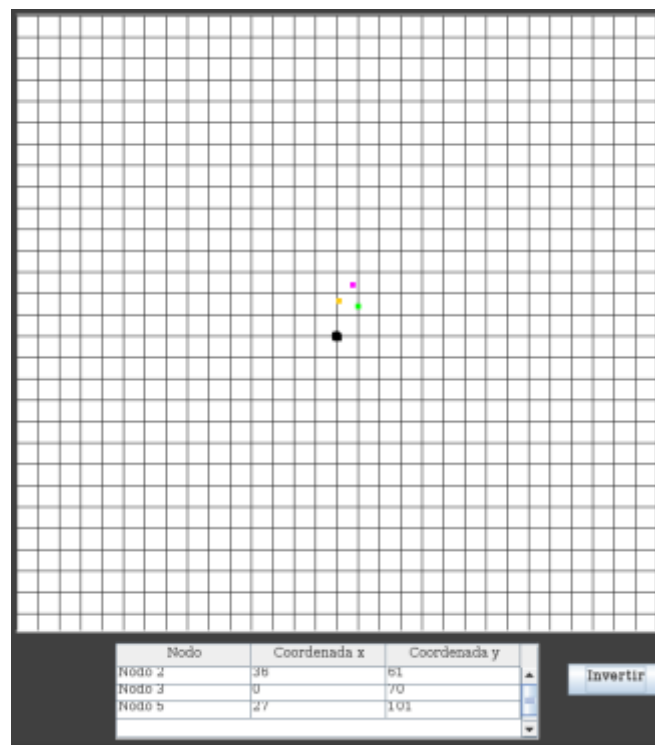 Nodo Coordenada x Coordenada y
Nodo 2 36 61
Nodo 3 0 70
Nodo 5 27 101
Invertir